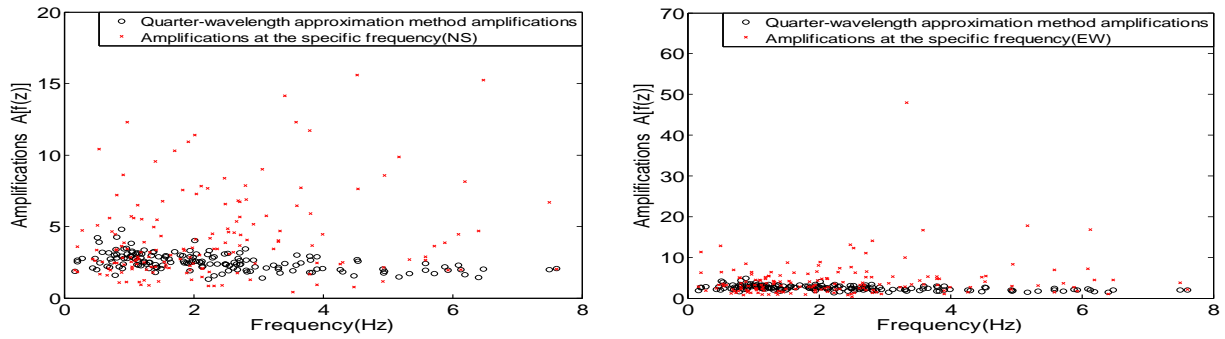 20
15
10
5
0
0
2
4
6
8
Amplifications A[f(z)]
Frequency(Hz)
Quarter-wavelength approximation method amplifications
Amplifications at the specific frequency(NS)
70
60
50
40
30
20
10
0
0
2
4
6
8
Amplifications A[f(z)]
Frequency(Hz)
Quarter-wavelength approximation method amplifications
Amplifications at the specific frequency(EW)